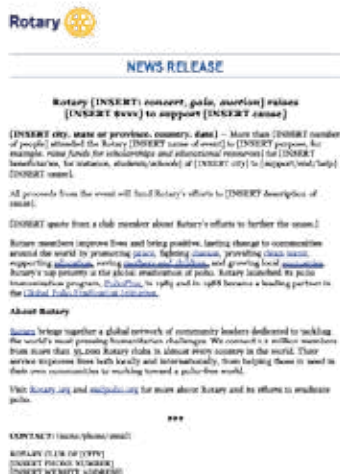 Rotary
NEWS RELEASE
Rotary [INSERT: concert, gala, auction] raises
[INSERT $xxx] to support [INSERT cause]
[INSERT city, state or province, country, date] – More than [INSERT number
of people] attended the Rotary [INSERT name of event] to [INSERT purpose, for
example, raise funds for scholarships and educational resources] for [INSERT
beneficiaries, for instance, students/schools] of [INSERT city] to [support/end/help]
[INSERT cause].
All proceeds from the event will fund Rotary's efforts to [INSERT description of
cause].
[INSERT quote from a club member about Rotary's efforts to further the cause.]
Rotary members improve lives and bring positive, lasting change to communities
around the world by promoting peace, fighting disease, providing clean water,
supporting education, saving mothers and children, and growing local economies.
Rotary's top priority is the global eradication of polio. Rotary launched its polio
immunization program, PolioPlus, in 1985 and in 1988 became a leading partner in
the Global Polio Eradication Initiative.
About Rotary
Rotary brings together a global network of community leaders dedicated to tackling
the world's most pressing humanitarian challenges. We connect 1.2 million members
from more than 35,000 Rotary clubs in almost every country in the world. Their
service improves lives both locally and internationally, from helping those in need in
their own communities to working toward a polio-free world.
Visit Rotary.org and endpolio.org for more about Rotary and its efforts to eradicate
polio.
###
CONTACT: (name/phone/email)
ROTARY CLUB OF [CITY]
[INSERT PHONE NUMBER]
[INSERT WEBSITE ADDRESS]